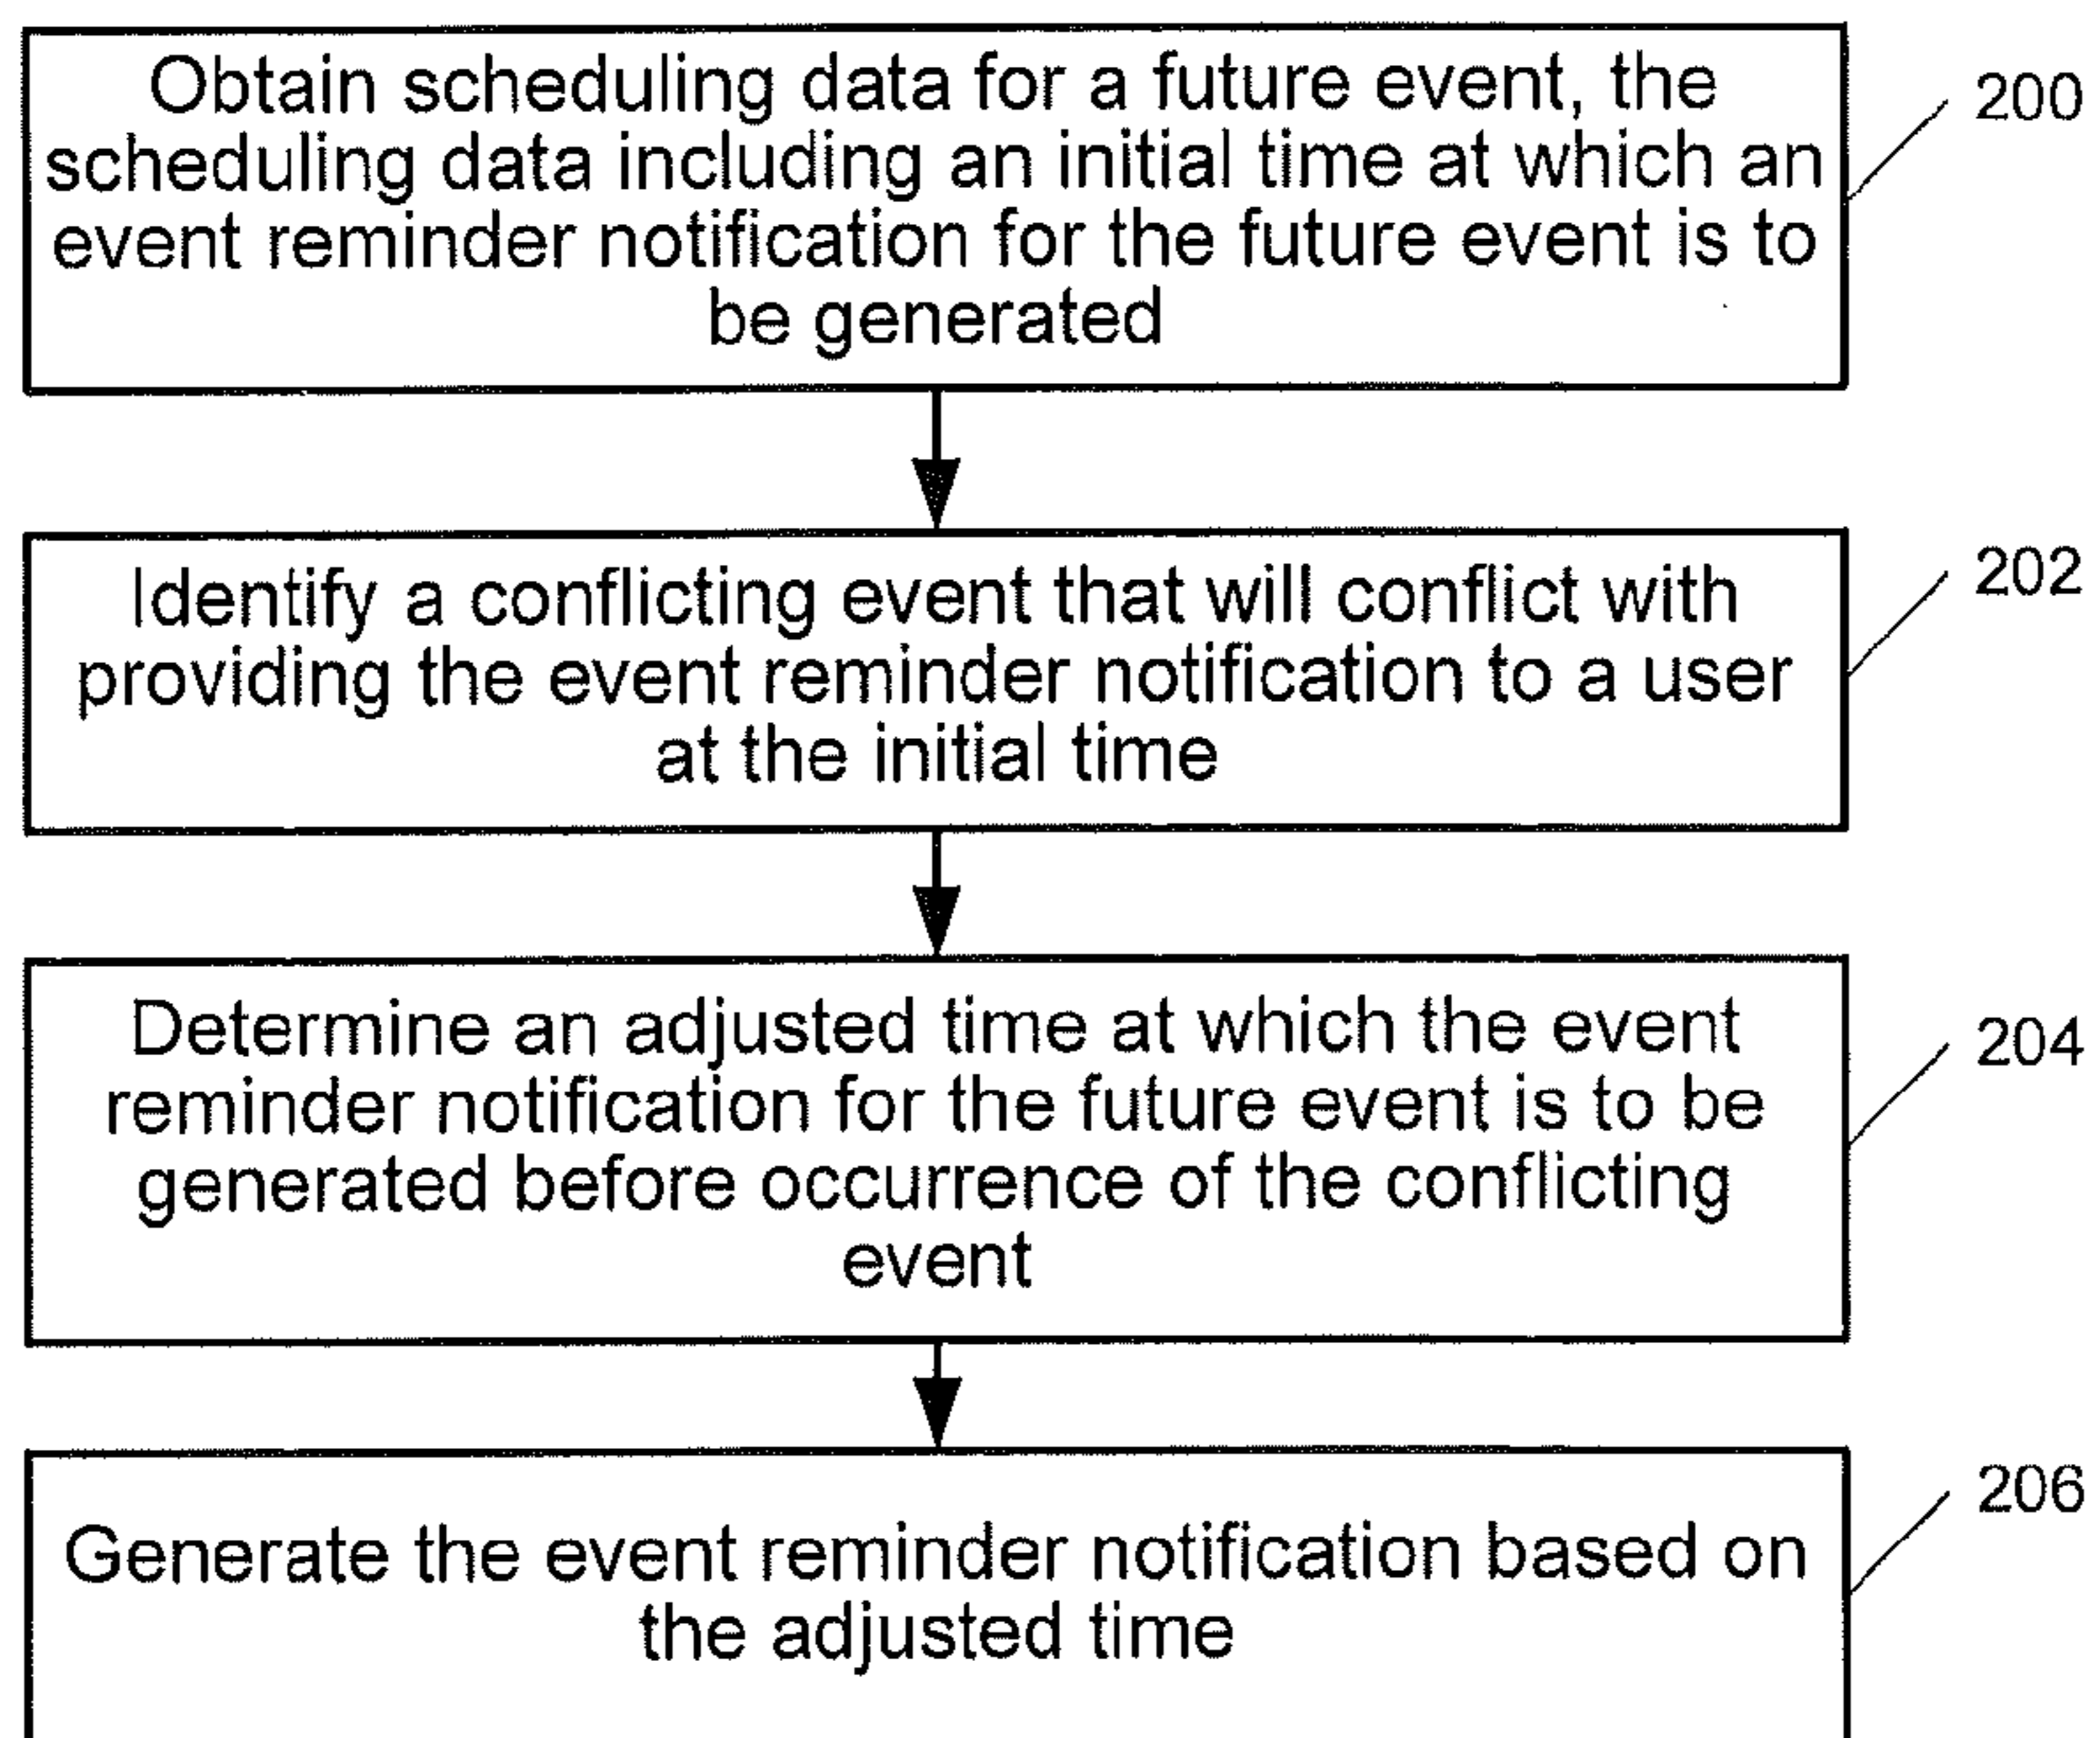 Obtain scheduling data for a future event, the
scheduling data including an initial time at which an
event reminder notification for the future event is to
be generated
200
Identify a conflicting event that will conflict with
providing the event reminder notification to a user
at the initial time
202
Determine an adjusted time at which the event
reminder notification for the future event is to be
generated before occurrence of the conflicting
event
204
Generate the event reminder notification based on
the adjusted time
206